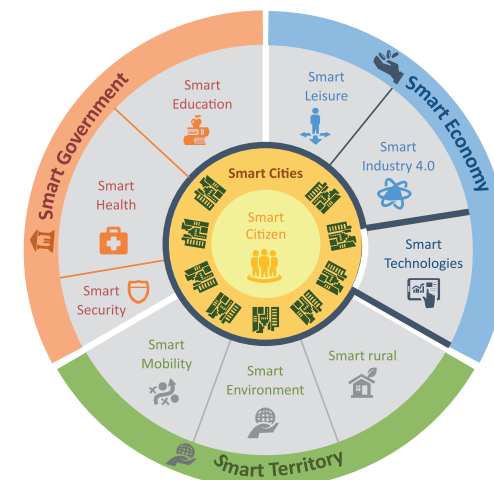 Smart Government
Smart Economy
Smart
Education
Smart
Leisure
Smart
Industry 4.0
Smart
Health
Smart Cities
Smart
Citizen
Smart
Technologies
Smart
Security
Smart
Mobility
Smart
Environment
Smart rural
Smart Territory